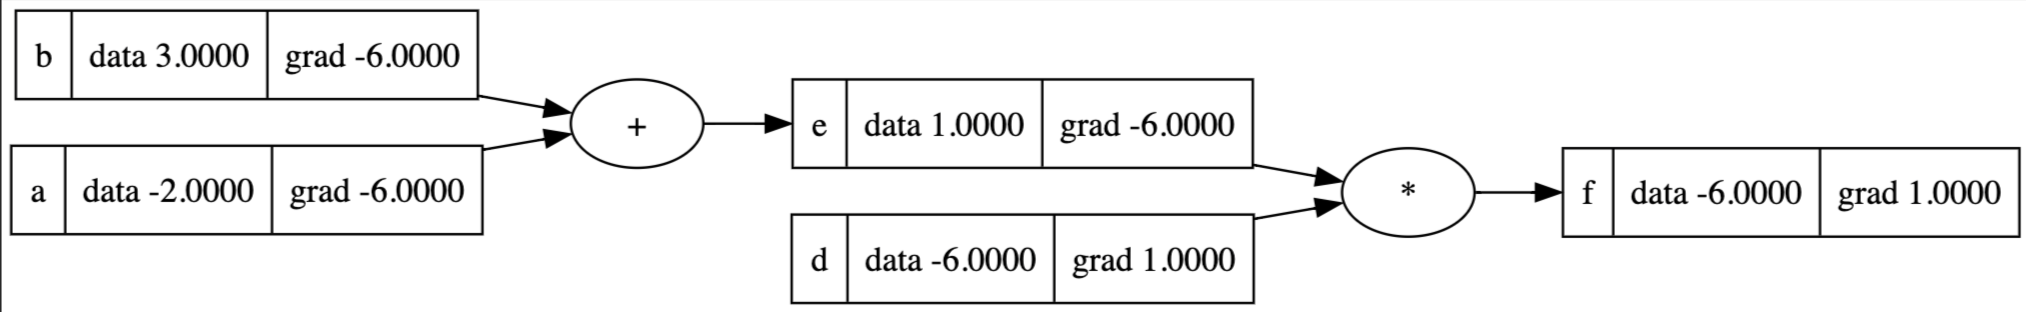 b data 3.0000 grad -6.0000
a data -2.0000 grad -6.0000
+
e data 1.0000 grad -6.0000
d data -6.0000 grad 1.0000
*
f data -6.0000 grad 1.0000